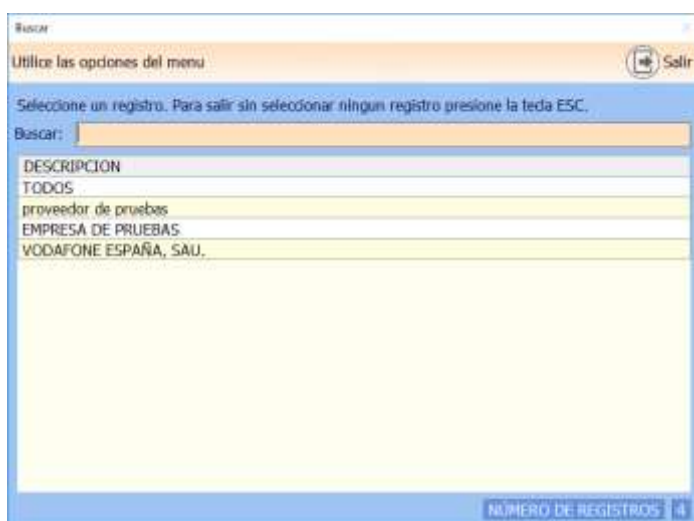 Buscar
Utilice las opciones del menu
Salir
Seleccione un registro. Para salir sin seleccionar ningun registro presione la tecla ESC.
Buscar:
DESCRIPCION
TODOS
proveedor de pruebas
EMPRESA DE PRUEBAS
VODAFONE ESPAÑA, SAU.
NÚMERO DE REGISTROS 4